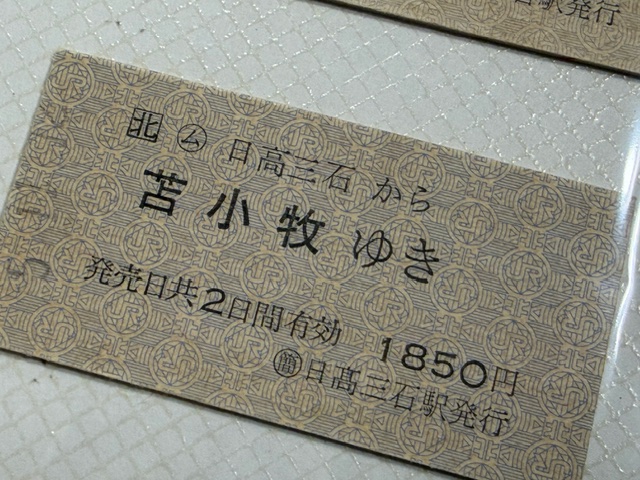 駅発行
北 ム 日高三石 から
苫小牧 ゆき
発売日共2日間有効 1850円
簡 日高三石駅発行